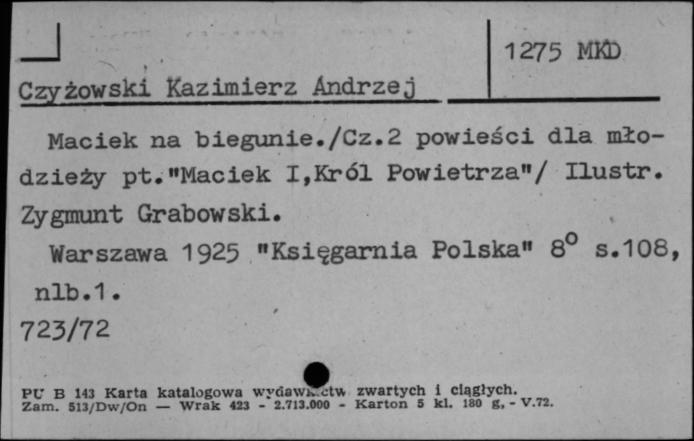 1275 MKD
Czyżowski Kazimierz Andrzej
Maciek na biegunie./Cz.2 powieści dla mło-
dzieży pt."Maciek I,Król Powietrza"/ Ilustr.
Zygmunt Grabowski.
Warszawa 1925 "Księgarnia Polska" 8° s.108,
nlb.1.
723/72
PU B 143 Karta katalogowa wydawnictw zwartych i ciągłych.
Zam. 513/Dw/On — Wrak 423 - 2.713.000 - Karton 5 kl. 180 g. - V.72.